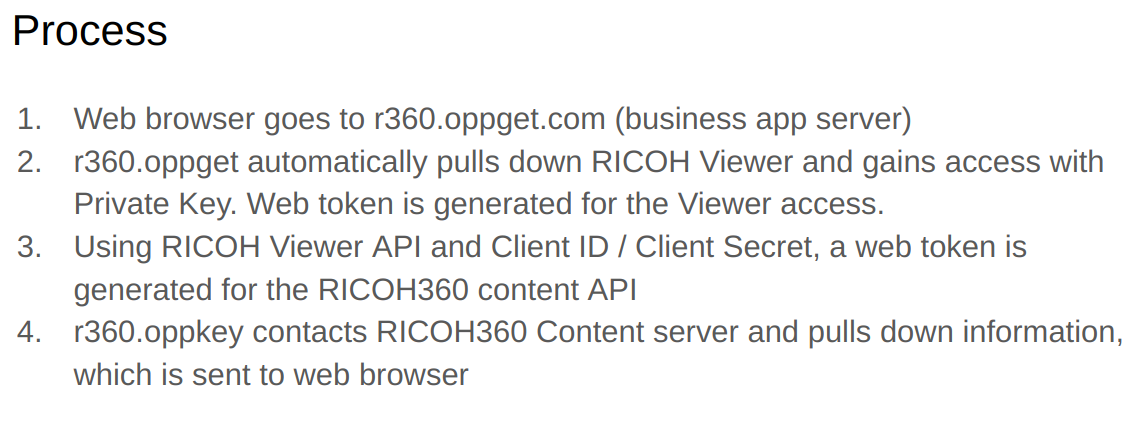 Process
1. Web browser goes to r360.oppget.com (business app server)
2. r360.oppget automatically pulls down RICOH Viewer and gains access with
Private Key. Web token is generated for the Viewer access.
3. Using RICOH Viewer API and Client ID / Client Secret, a web token is
generated for the RICOH360 content API
4. r360.oppkey contacts RICOH360 Content server and pulls down information,
which is sent to web browser